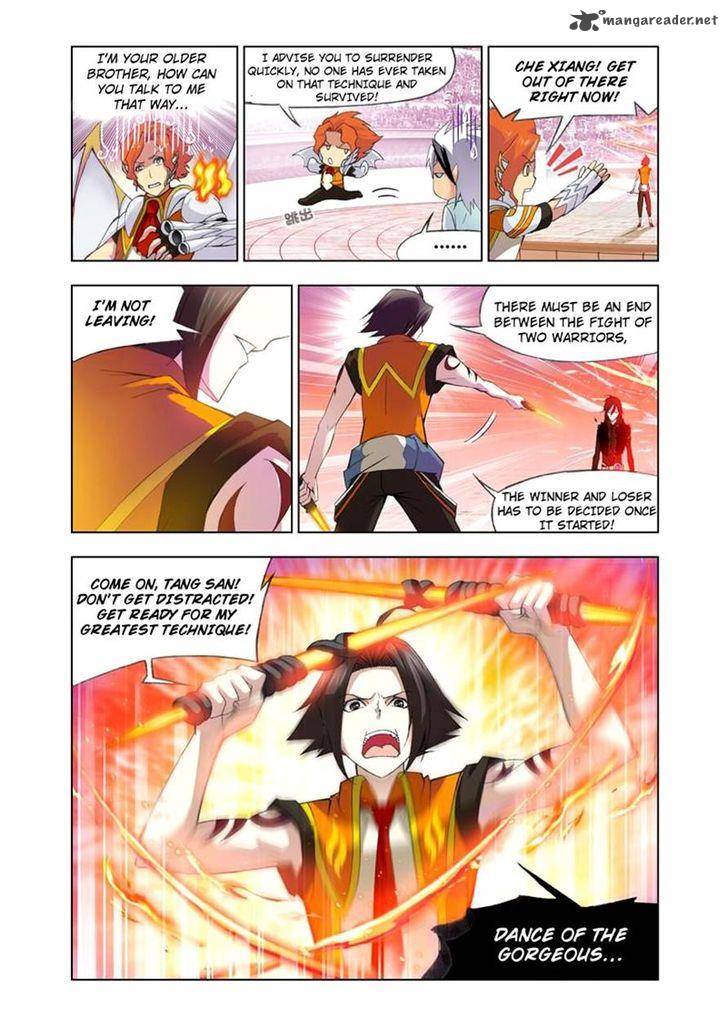 mangareader.net
I'M YOUR OLDER
BROTHER, HOW CAN
YOU TALK TO ME
THAT WAY...
I ADVISE YOU TO SURRENDER
QUICKLY, NO ONE HAS EVER TAKEN
ON THAT TECHNIQUE AND
SURVIVED!
跳出
......
CHE XIANG! GET
OUT OF THERE
RIGHT NOW!
I'M NOT
LEAVING!
THERE MUST BE AN END
BETWEEN THE FIGHT OF
TWO WARRIORS,
THE WINNER AND LOSER
HAS TO BE DECIDED ONCE
IT STARTED!
COME ON, TANG SAN!
DON'T GET DISTRACTED!
GET READY FOR MY
GREATEST TECHNIQUE!
DANCE OF THE
GORGEOUS...